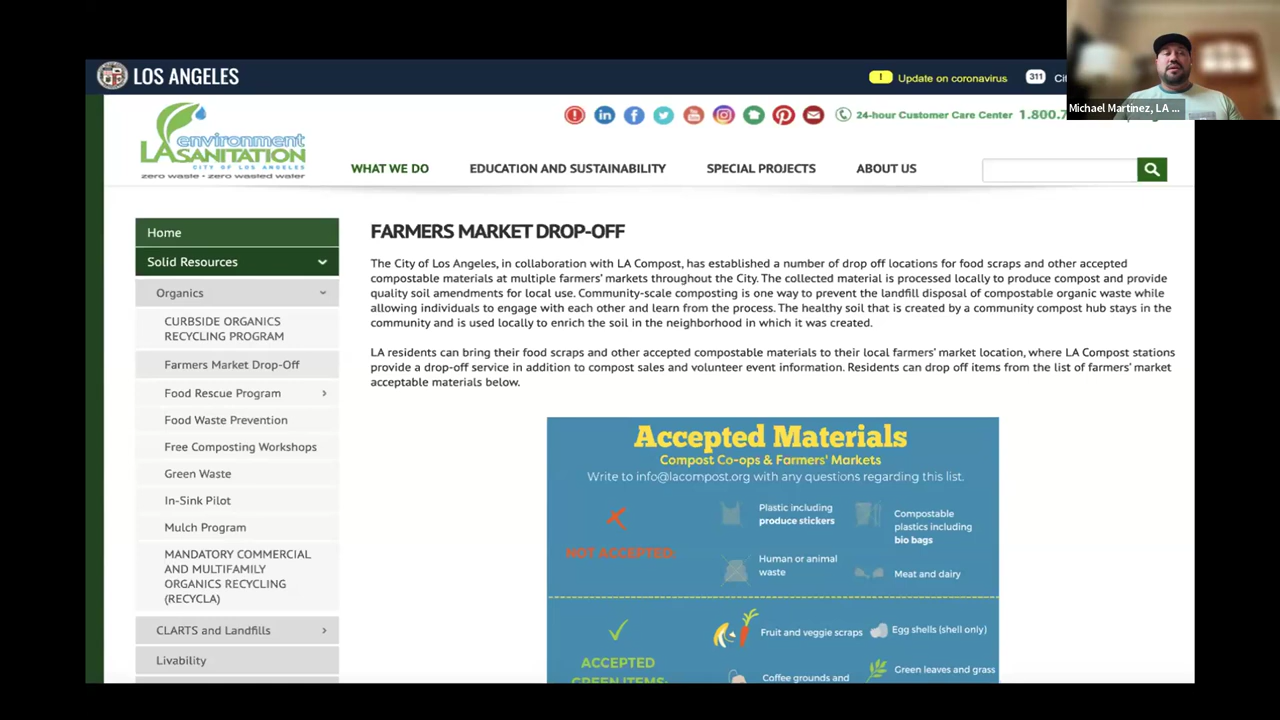 LOS ANGELES
! Update on coronavirus
311
Michael Martinez, LA ...
environment
LA SANITATION
CITY OF LOS ANGELES
zero waste • zero wasted water
24-hour Customer Care Center 1.800.7
WHAT WE DO
EDUCATION AND SUSTAINABILITY
SPECIAL PROJECTS
ABOUT US
Home
Solid Resources
Organics
CURBSIDE ORGANICS
RECYCLING PROGRAM
Farmers Market Drop-Off
Food Rescue Program
Food Waste Prevention
Free Composting Workshops
Green Waste
In-Sink Pilot
Mulch Program
MANDATORY COMMERCIAL
AND MULTIFAMILY
ORGANICS RECYCLING
(RECYCLA)
CLARTS and Landfills
Livability
FARMERS MARKET DROP-OFF
The City of Los Angeles, in collaboration with LA Compost, has established a number of drop off locations for food scraps and other accepted
compostable materials at multiple farmers' markets throughout the City. The collected material is processed locally to produce compost and provide
quality soil amendments for local use. Community-scale composting is one way to prevent the landfill disposal of compostable organic waste while
allowing individuals to engage with each other and learn from the process. The healthy soil that is created by a community compost hub stays in the
community and is used locally to enrich the soil in the neighborhood in which it was created.
LA residents can bring their food scraps and other accepted compostable materials to their local farmers' market location, where LA Compost stations
provide a drop-off service in addition to compost sales and volunteer event information. Residents can drop off items from the list of farmers' market
acceptable materials below.
Accepted Materials
Compost Co-ops & Farmers' Markets
Write to info@lacompost.org with any questions regarding this list.
NOT ACCEPTED:
Plastic including
produce stickers
Compostable
plastics including
bio bags
Human or animal
waste
Meat and dairy
ACCEPTED
GREEN ITEMS:
Fruit and veggie scraps
Egg shells (shell only)
Coffee grounds and
Green leaves and grass